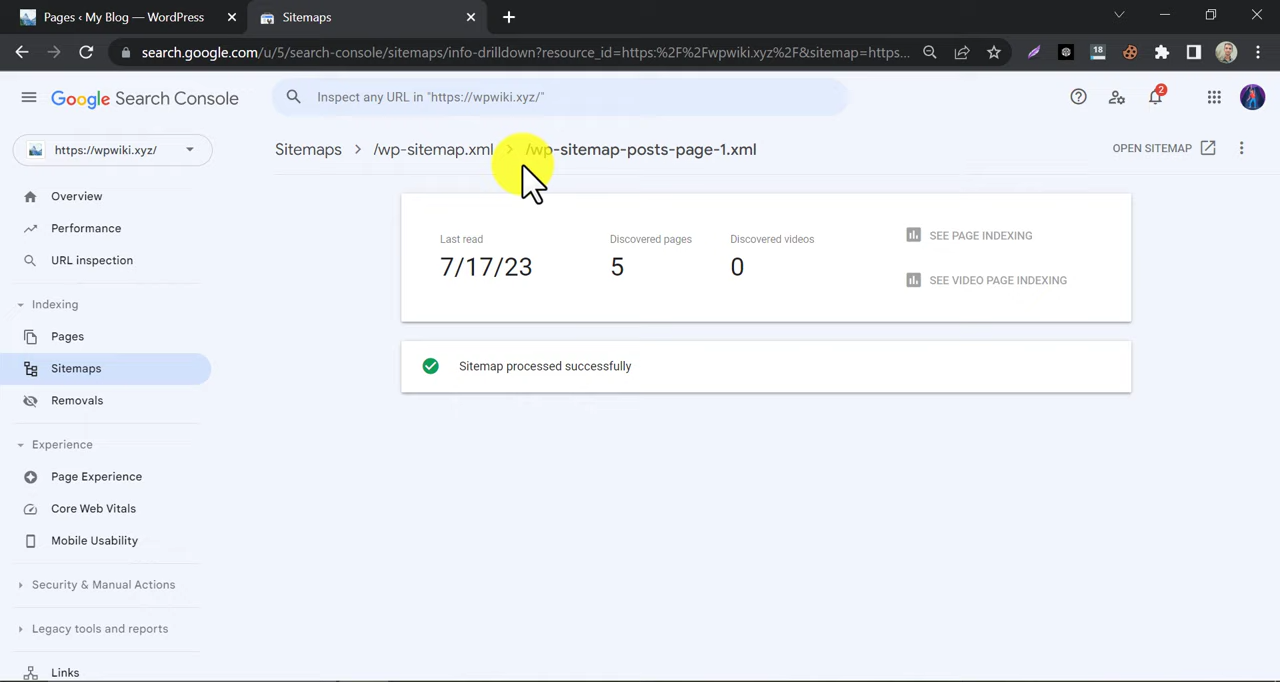 Pages ‹ My Blog — WordPress
Sitemaps
search.google.com/u/5/search-console/sitemaps/info-drilldown?resource_id=https:%2F%2Fwpwiki.xyz%2F&sitemap=https...
18
Google Search Console
Inspect any URL in "https://wpwiki.xyz/"
2
https://wpwiki.xyz/
Sitemaps > /wp-sitemap.xml > /wp-sitemap-posts-page-1.xml
OPEN SITEMAP
Overview
Performance
URL inspection
Indexing
Pages
Sitemaps
Removals
Experience
Page Experience
Core Web Vitals
Mobile Usability
Security & Manual Actions
Legacy tools and reports
Links
Last read
7/17/23
Discovered pages
5
Discovered videos
0
SEE PAGE INDEXING
SEE VIDEO PAGE INDEXING
Sitemap processed successfully